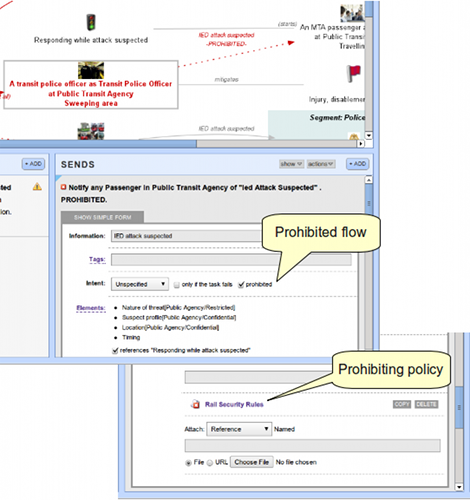 Responding while attack suspected
IED attack suspected
-PROHIBITED-
(starts)
An MTA passenger
at Public Transit
Travellin
A transit police officer as Transit Police Officer
at Public Transit Agency
Sweeping area
mitigates
Injury, disablemen
IED attack suspected
Segment: Police
+ ADD
SENDS
show
actions
+ ADD
Notify any Passenger in Public Transit Agency of "Ied Attack Suspected" .
PROHIBITED.
SHOW SIMPLE FORM
Information:
IED attack suspected
Prohibited flow
Tags:
Intent:
Unspecified
only if the task fails
prohibited
Elements:
Nature of threat[Public Agency/Restricted]
Suspect profile[Public Agency/Confidential]
Location[Public Agency/Confidential]
Timing
references "Responding while attack suspected"
Prohibiting policy
Rail Security Rules
COPY
DELETE
Attach:
Reference
Named
File
URL
Choose File
No file chosen